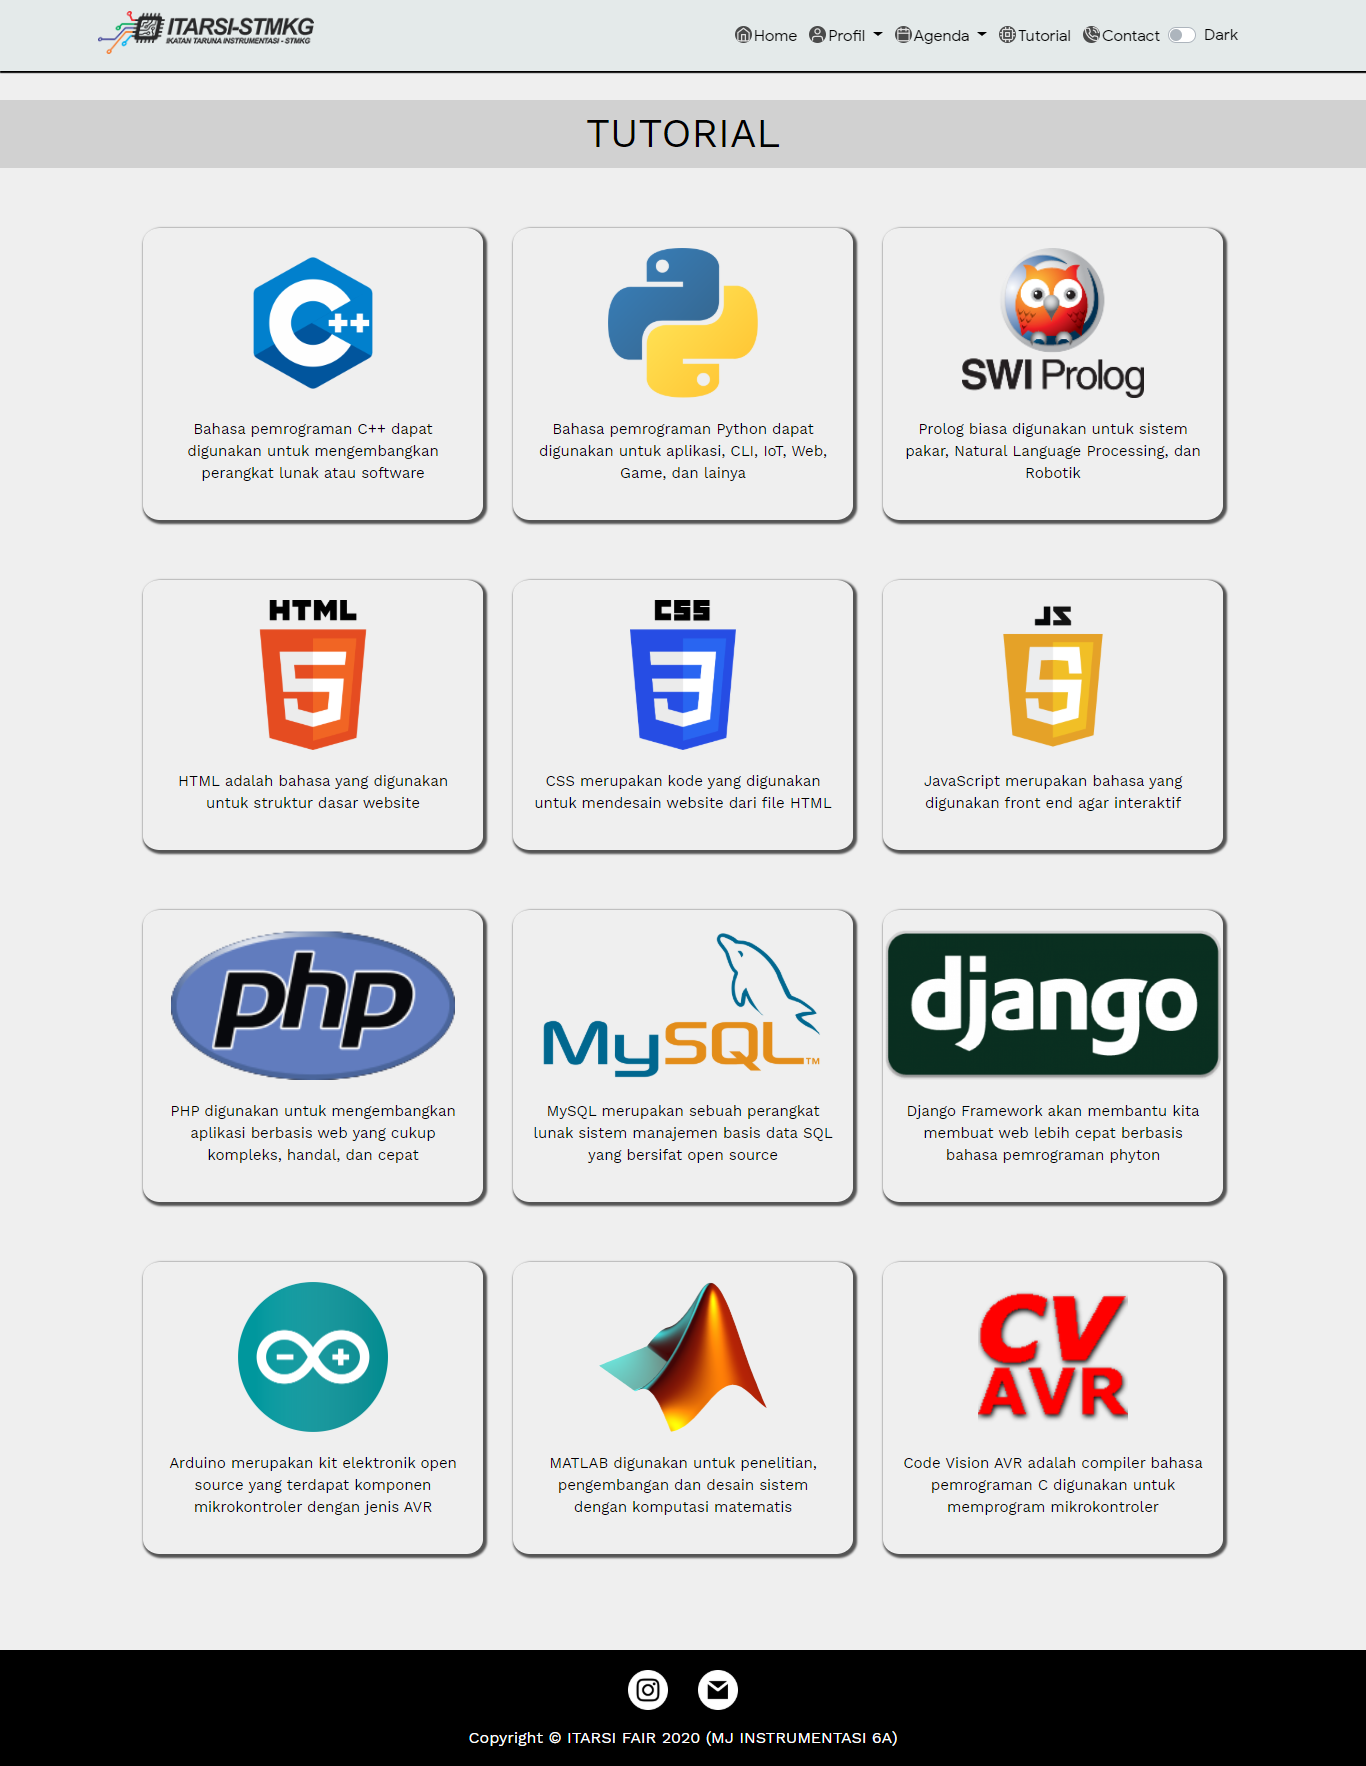 ITARSI-STMKG
IKATAN TARUNA INSTRUMENTASI - STMKG
Home Profil Agenda Tutorial Contact Dark
TUTORIAL
C++
Bahasa pemrograman C++ dapat
digunakan untuk mengembangkan
perangkat lunak atau software
Bahasa pemrograman Python dapat
digunakan untuk aplikasi, CLI, IoT, Web,
Game, dan lainya
SWI Prolog
Prolog biasa digunakan untuk sistem
pakar, Natural Language Processing, dan
Robotik
HTML
5
HTML adalah bahasa yang digunakan
untuk struktur dasar website
CSS
3
CSS merupakan kode yang digunakan
untuk mendesain website dari file HTML
JS
JavaScript merupakan bahasa yang
digunakan front end agar interaktif
php
PHP digunakan untuk mengembangkan
aplikasi berbasis web yang cukup
kompleks, handal, dan cepat
MySQL™
MySQL merupakan sebuah perangkat
lunak sistem manajemen basis data SQL
yang bersifat open source
django
Django Framework akan membantu kita
membuat web lebih cepat berbasis
bahasa pemrograman phyton
Arduino merupakan kit elektronik open
source yang terdapat komponen
mikrokontroler dengan jenis AVR
MATLAB digunakan untuk penelitian,
pengembangan dan desain sistem
dengan komputasi matematis
CV
AVR
Code Vision AVR adalah compiler bahasa
pemrograman C digunakan untuk
memprogram mikrokontroler
Copyright © ITARSI FAIR 2020 (MJ INSTRUMENTASI 6A)